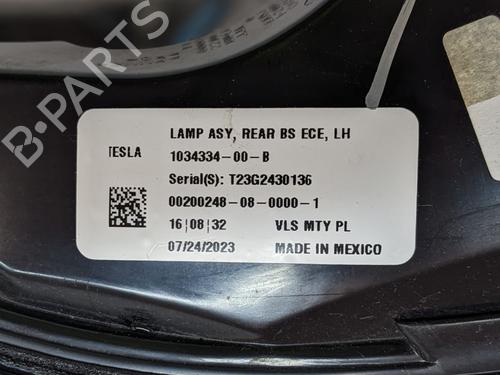 B-PARTS
LAMP ASY, REAR BS ECE, LH
TESLA 1034334-00-B
Serial(S): T23G2430136
00200248-08-0000-1
16|08|32 VLS MTY PL
07/24/2023 MADE IN MEXICO